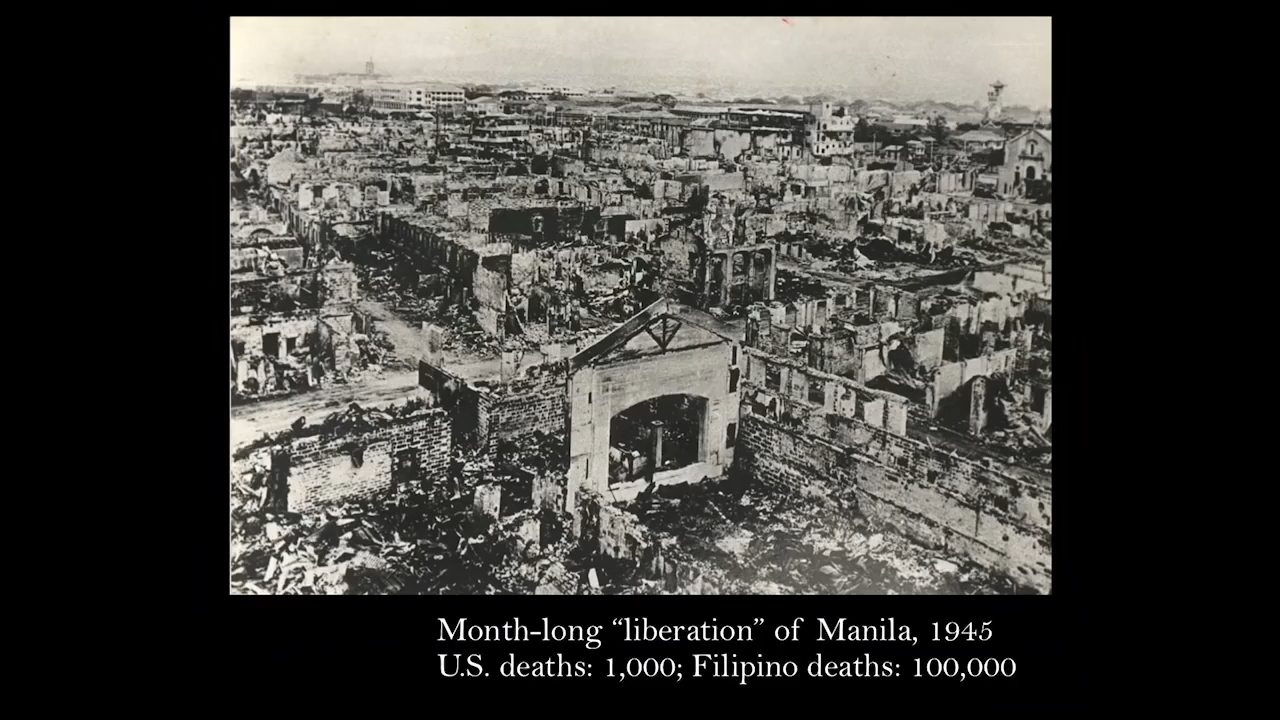 Month-long “liberation” of Manila, 1945
U.S. deaths: 1,000; Filipino deaths: 100,000